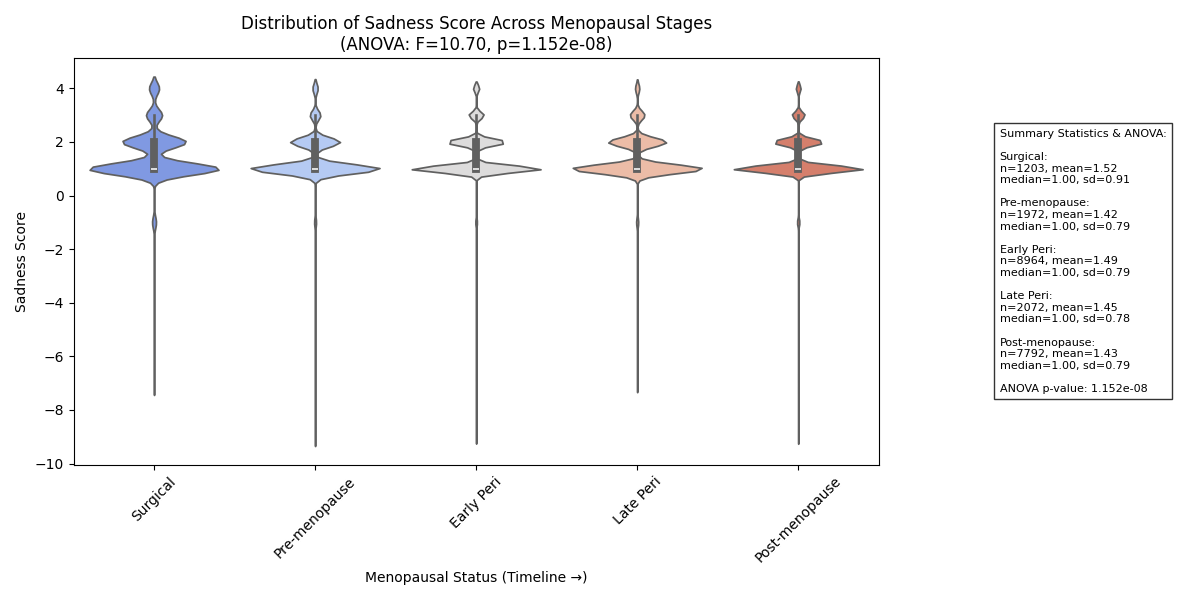 Distribution of Sadness Score Across Menopausal Stages
(ANOVA: F=10.70, p=1.152e-08)
Sadness Score
4
2
0
−2
−4
−6
−8
−10
Surgical
Pre-menopause
Early Peri
Late Peri
Post-menopause
Menopausal Status (Timeline →)
Summary Statistics & ANOVA:
Surgical:
n=1203, mean=1.52
median=1.00, sd=0.91
Pre-menopause:
n=1972, mean=1.42
median=1.00, sd=0.79
Early Peri:
n=8964, mean=1.49
median=1.00, sd=0.79
Late Peri:
n=2072, mean=1.45
median=1.00, sd=0.78
Post-menopause:
n=7792, mean=1.43
median=1.00, sd=0.79
ANOVA p-value: 1.152e-08